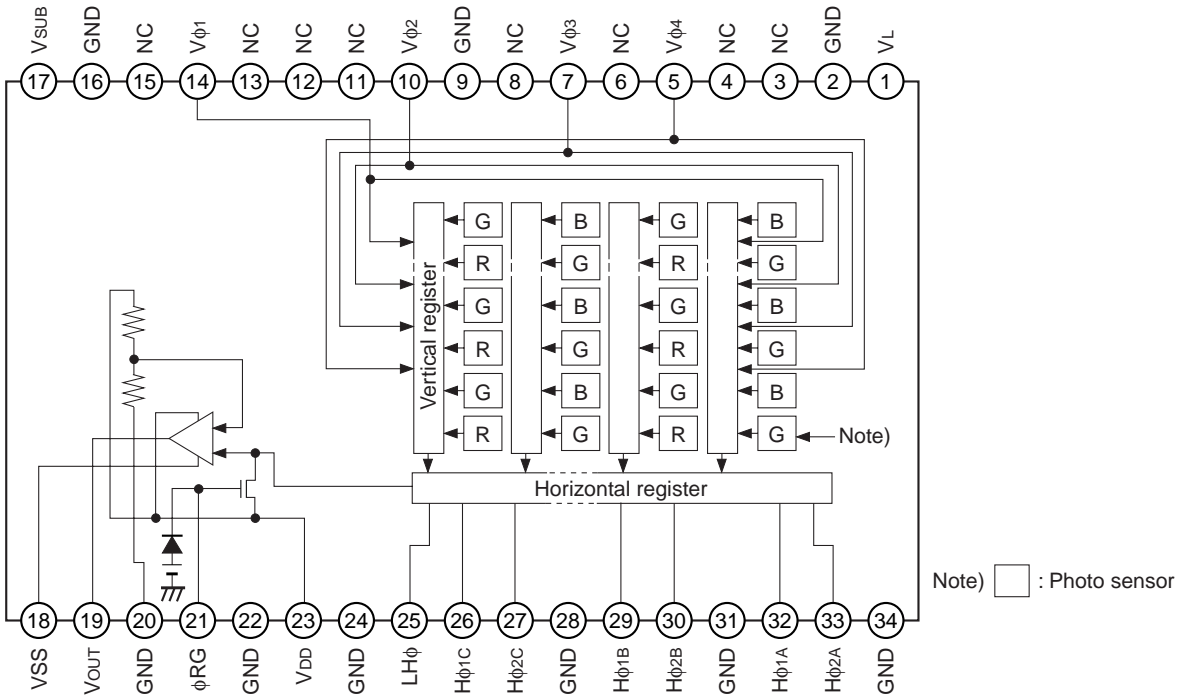 VSUB GND NC Vϕ1 NC NC NC Vϕ2 GND NC Vϕ3 NC Vϕ4 NC NC GND VL
17 16 15 14 13 12 11 10 9 8 7 6 5 4 3 2 1
Vertical register
G B G B
R G R G
G B G B
R G R G
G B G B
R G R G Note)
Horizontal register
Note) : Photo sensor
18 19 20 21 22 23 24 25 26 27 28 29 30 31 32 33 34
VSS VOUT GND ϕRG GND VDD GND LHϕ Hϕ1C Hϕ2C GND Hϕ1B Hϕ2B GND Hϕ1A Hϕ2A GND